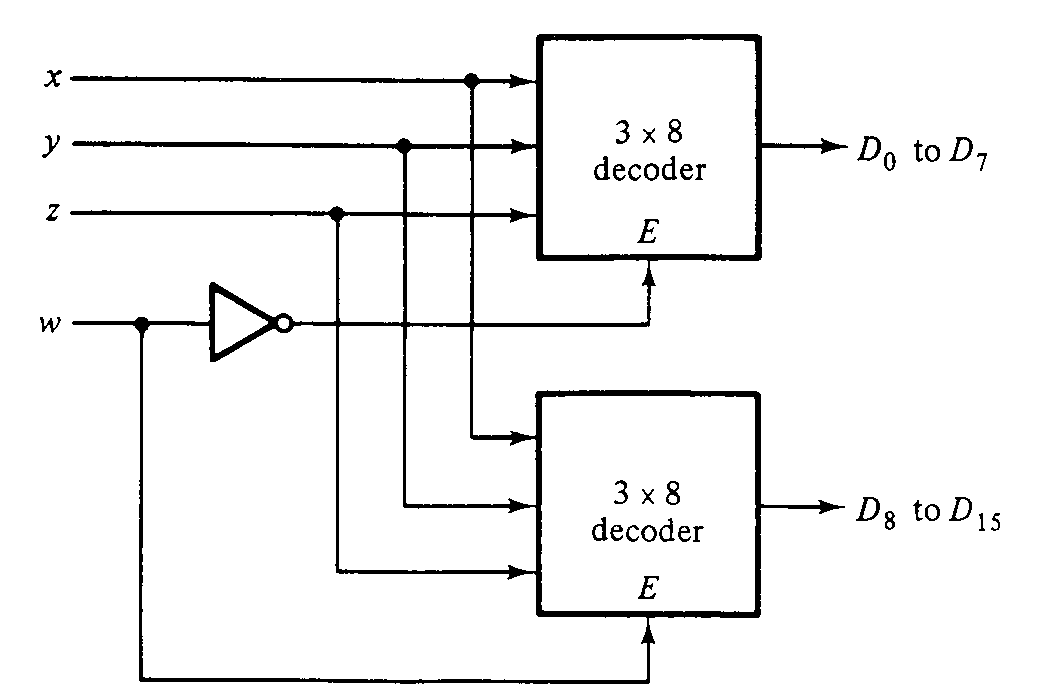 x
y
z
w
3 × 8
decoder
E
D₀ to D₇
3 × 8
decoder
E
D₈ to D₁₅